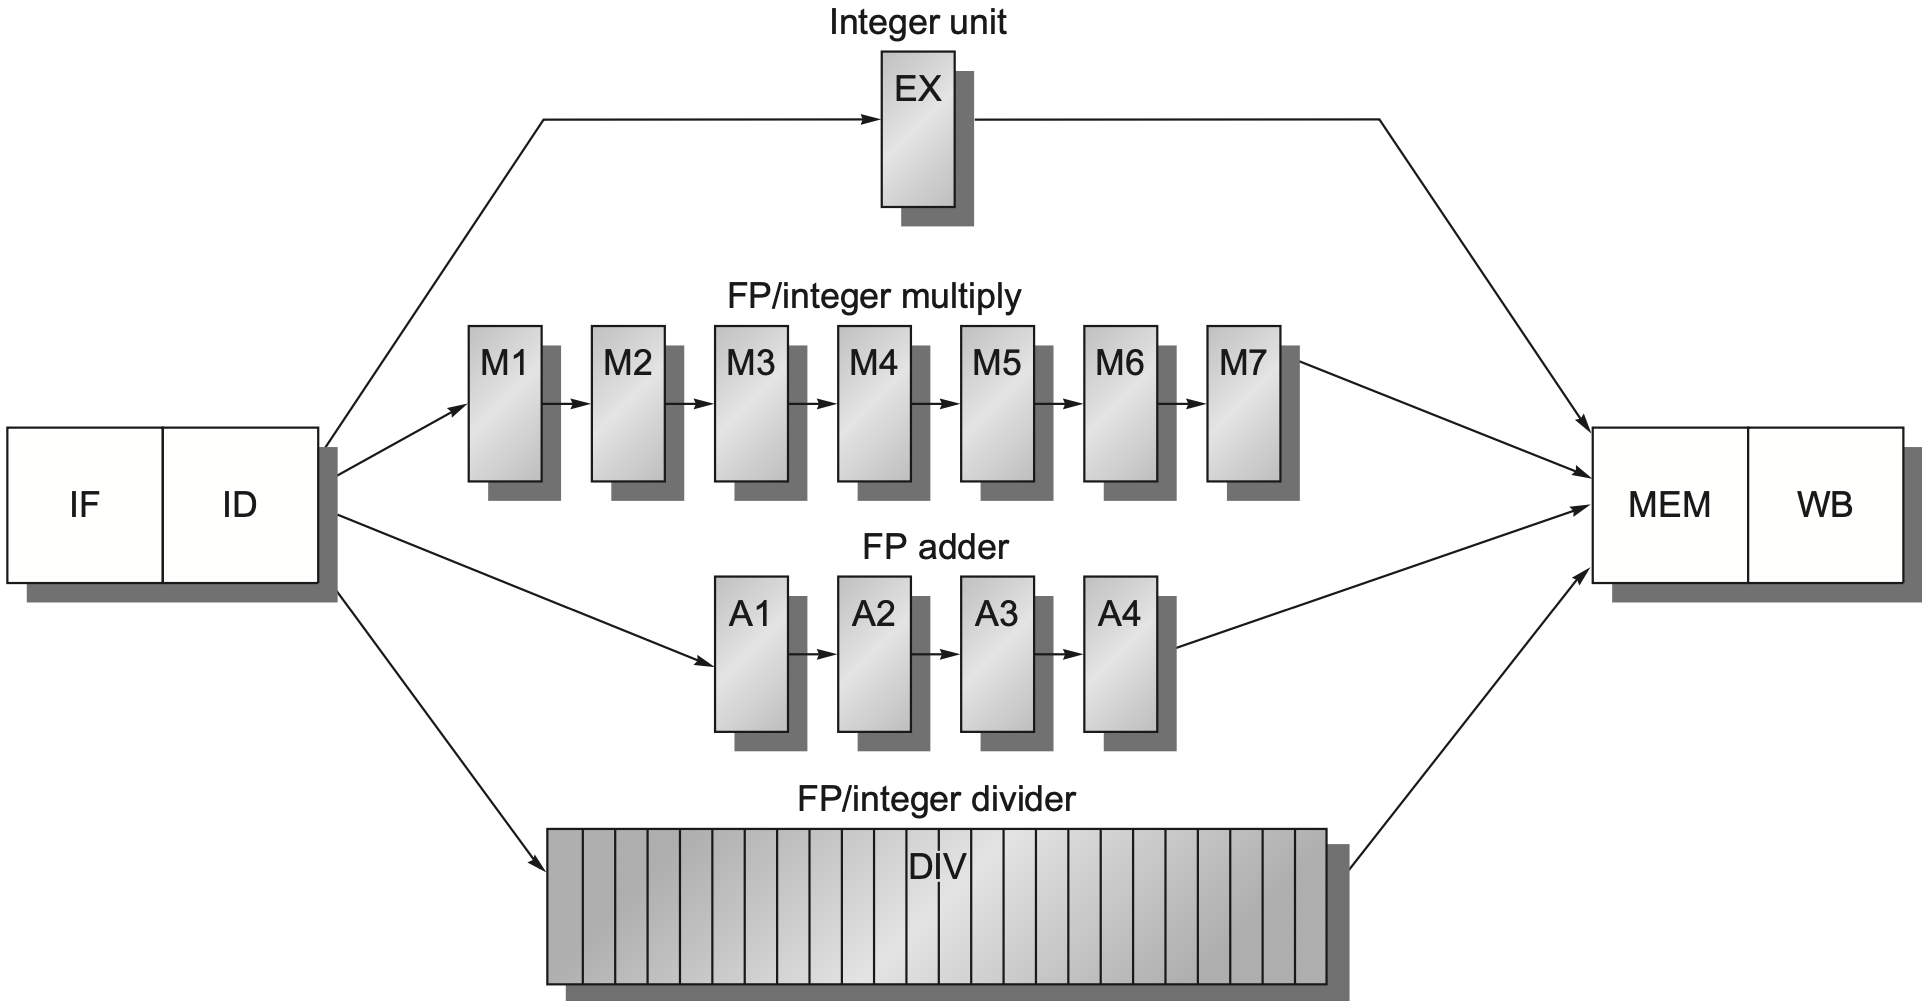 Integer unit
EX
FP/integer multiply
M1 M2 M3 M4 M5 M6 M7
IF ID
MEM WB
FP adder
A1 A2 A3 A4
FP/integer divider
DIV